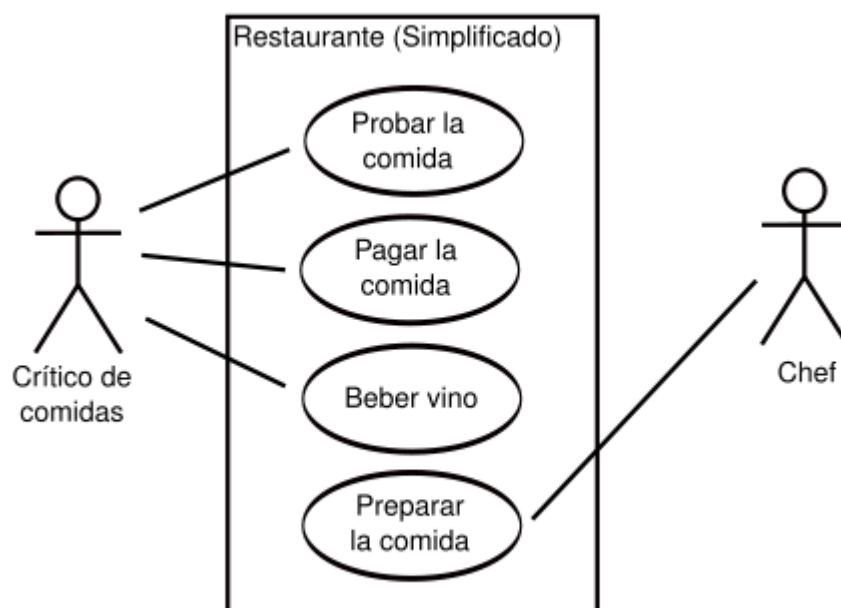 Restaurante (Simplificado)
Probar la
comida
Pagar la
comida
Beber vino
Preparar
la comida
Crítico de
comidas
Chef